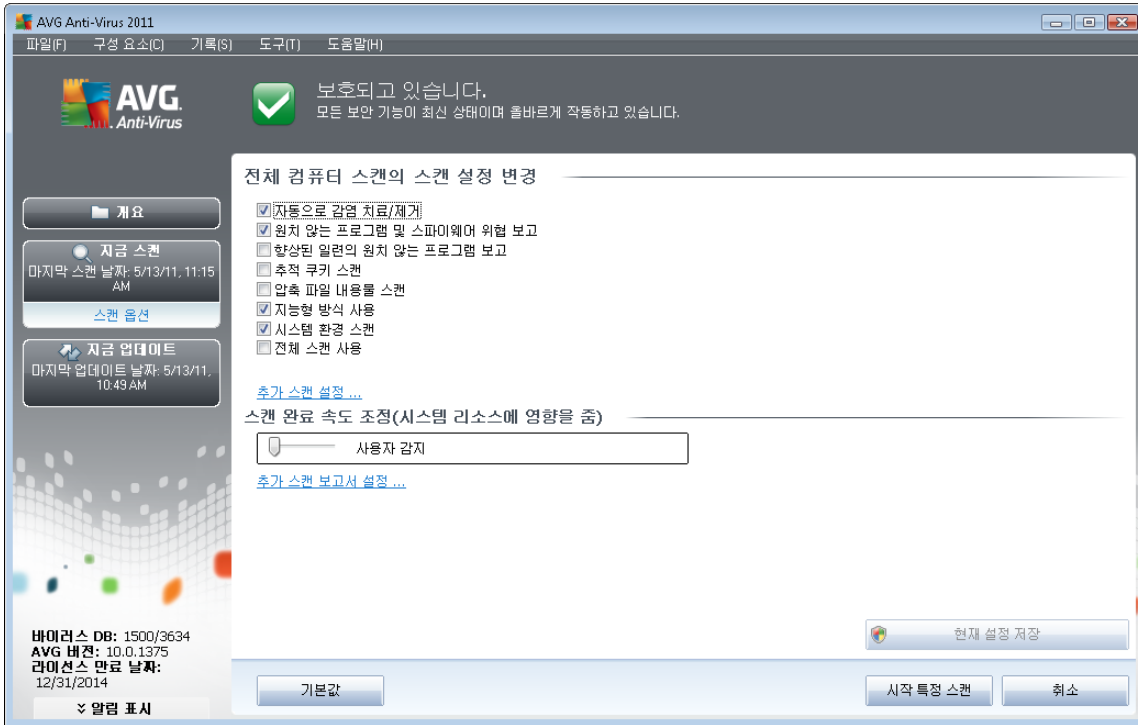 AVG Anti-Virus 2011
파일(F) 구성 요소(C) 기록(S) 도구(T) 도움말(H)
AVG.
Anti-Virus
보호되고 있습니다.
모든 보안 기능이 최신 상태이며 올바르게 작동하고 있습니다.
개요
지금 스캔
마지막 스캔 날짜: 5/13/11, 11:15
AM
스캔 옵션
지금 업데이트
마지막 업데이트 날짜: 5/13/11,
10:49 AM
바이러스 DB: 1500/3634
AVG 버전: 10.0.1375
라이선스 만료 날짜:
12/31/2014
알림 표시
전체 컴퓨터 스캔의 스캔 설정 변경
자동으로 감염 치료/제거
원치 않는 프로그램 및 스파이웨어 위협 보고
향상된 일련의 원치 않는 프로그램 보고
추적 쿠키 스캔
압축 파일 내용물 스캔
지능형 방식 사용
시스템 환경 스캔
전체 스캔 사용
추가 스캔 설정 ...
스캔 완료 속도 조정(시스템 리소스에 영향을 줌)
사용자 감지
추가 스캔 보고서 설정 ...
현재 설정 저장
기본값
시작 특정 스캔
취소